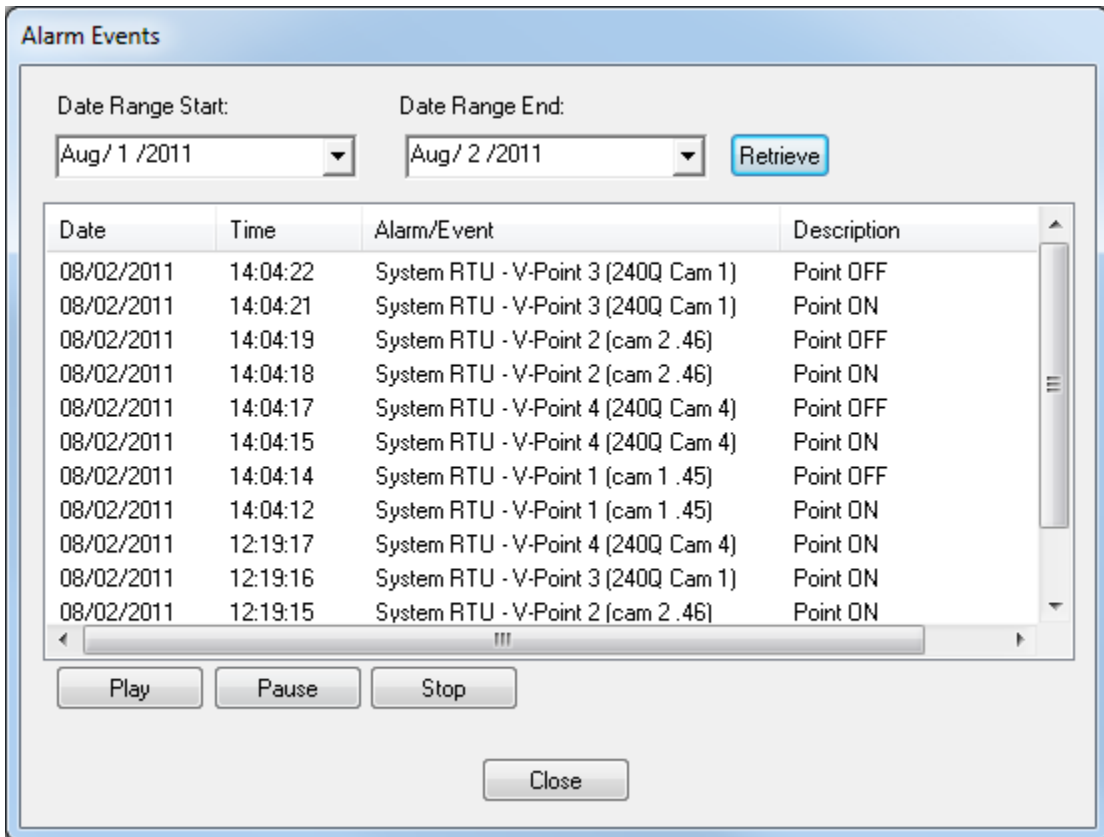 Alarm Events
Date Range Start: Date Range End:
Aug/ 1 /2011 Aug/ 2 /2011 Retrieve
Date Time Alarm/Event Description
08/02/2011 14:04:22 System RTU - V-Point 3 (240Q Cam 1) Point OFF
08/02/2011 14:04:21 System RTU - V-Point 3 (240Q Cam 1) Point ON
08/02/2011 14:04:19 System RTU - V-Point 2 (cam 2 .46) Point OFF
08/02/2011 14:04:18 System RTU - V-Point 2 (cam 2 .46) Point ON
08/02/2011 14:04:17 System RTU - V-Point 4 (240Q Cam 4) Point OFF
08/02/2011 14:04:15 System RTU - V-Point 4 (240Q Cam 4) Point ON
08/02/2011 14:04:14 System RTU - V-Point 1 (cam 1 .45) Point OFF
08/02/2011 14:04:12 System RTU - V-Point 1 (cam 1 .45) Point ON
08/02/2011 12:19:17 System RTU - V-Point 4 (240Q Cam 4) Point ON
08/02/2011 12:19:16 System RTU - V-Point 3 (240Q Cam 1) Point ON
08/02/2011 12:19:15 System RTU - V-Point 2 (cam 2 .46) Point ON
Play Pause Stop
Close